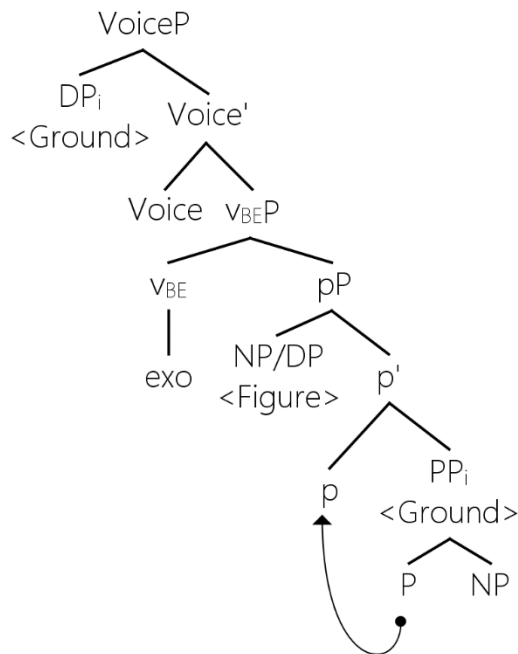 VoiceP
DPᵢ
<Ground>
Voice'
Voice
vBEP
vBE
pP
exo
NP/DP
<Figure>
p'
p
PPᵢ
<Ground>
P
NP